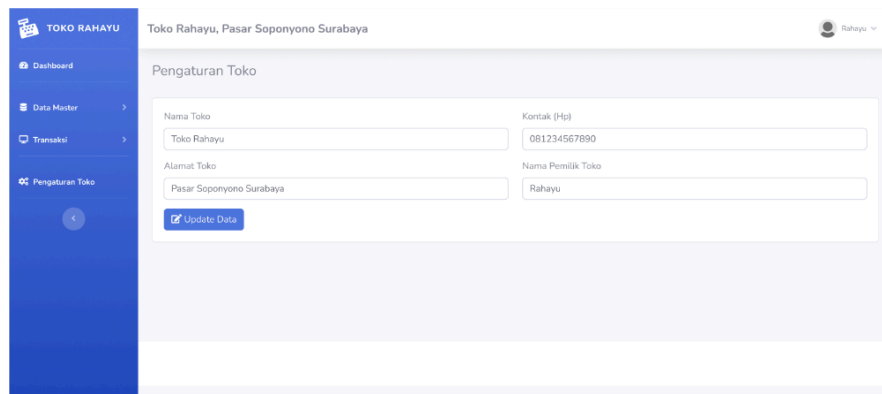 TOKO RAHAYU
Toko Rahayu, Pasar Soponyono Surabaya
Rahayu
Dashboard
Data Master
Transaksi
Pengaturan Toko
Pengaturan Toko
Nama Toko
Toko Rahayu
Kontak (Hp)
081234567890
Alamat Toko
Pasar Soponyono Surabaya
Nama Pemilik Toko
Rahayu
Update Data